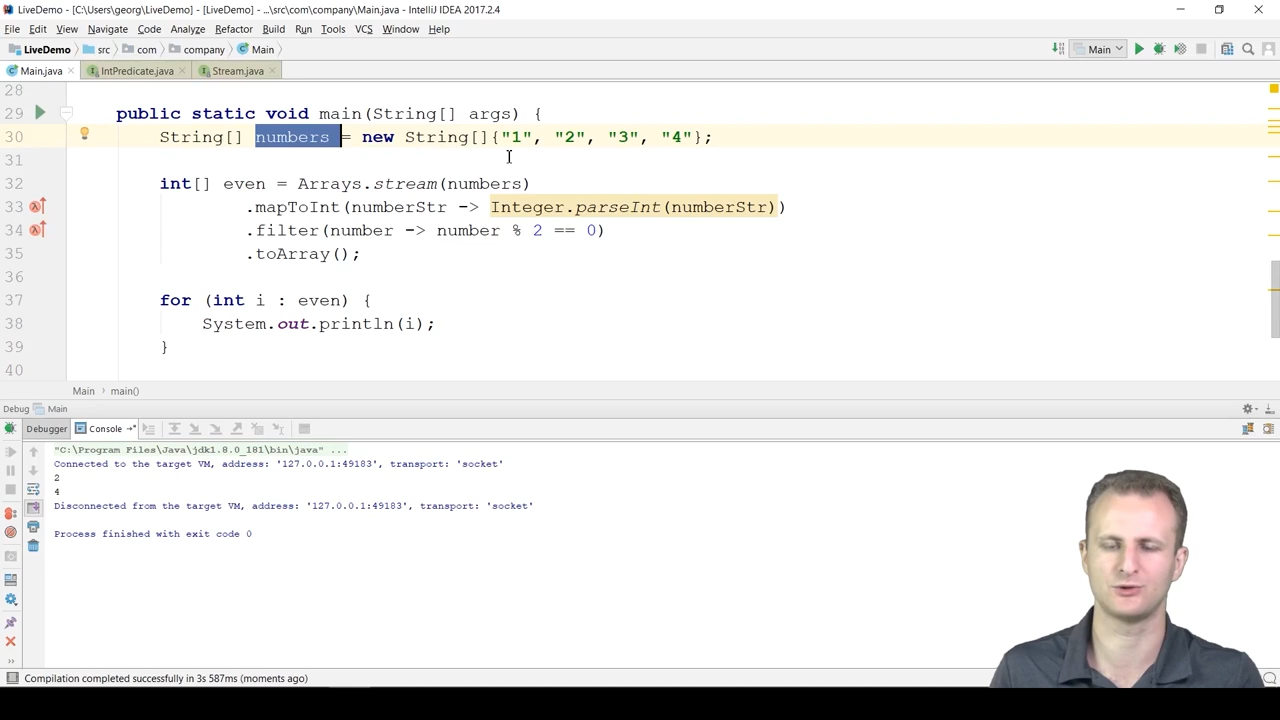 LiveDemo - [C:\Users\georg\LiveDemo] - [LiveDemo] - ...\src\com\company\Main.java - IntelliJ IDEA 2017.2.4
File Edit View Navigate Code Analyze Refactor Build Run Tools VCS Window Help
LiveDemo src com company Main Main
Main.java IntPredicate.java Stream.java
28
29 public static void main(String[] args) {
30 String[] numbers = new String[]{"1", "2", "3", "4"};
31
32 int[] even = Arrays.stream(numbers)
33 .mapToInt(numberStr -> Integer.parseInt(numberStr))
34 .filter(number -> number % 2 == 0)
35 .toArray();
36
37 for (int i : even) {
38 System.out.println(i);
39 }
40
Main › main()
Debug Main
Debugger Console
"C:\Program Files\Java\jdk1.8.0_181\bin\java" ...
Connected to the target VM, address: '127.0.0.1:49183', transport: 'socket'
2
4
Disconnected from the target VM, address: '127.0.0.1:49183', transport: 'socket'
Process finished with exit code 0
Compilation completed successfully in 3s 587ms (moments ago)